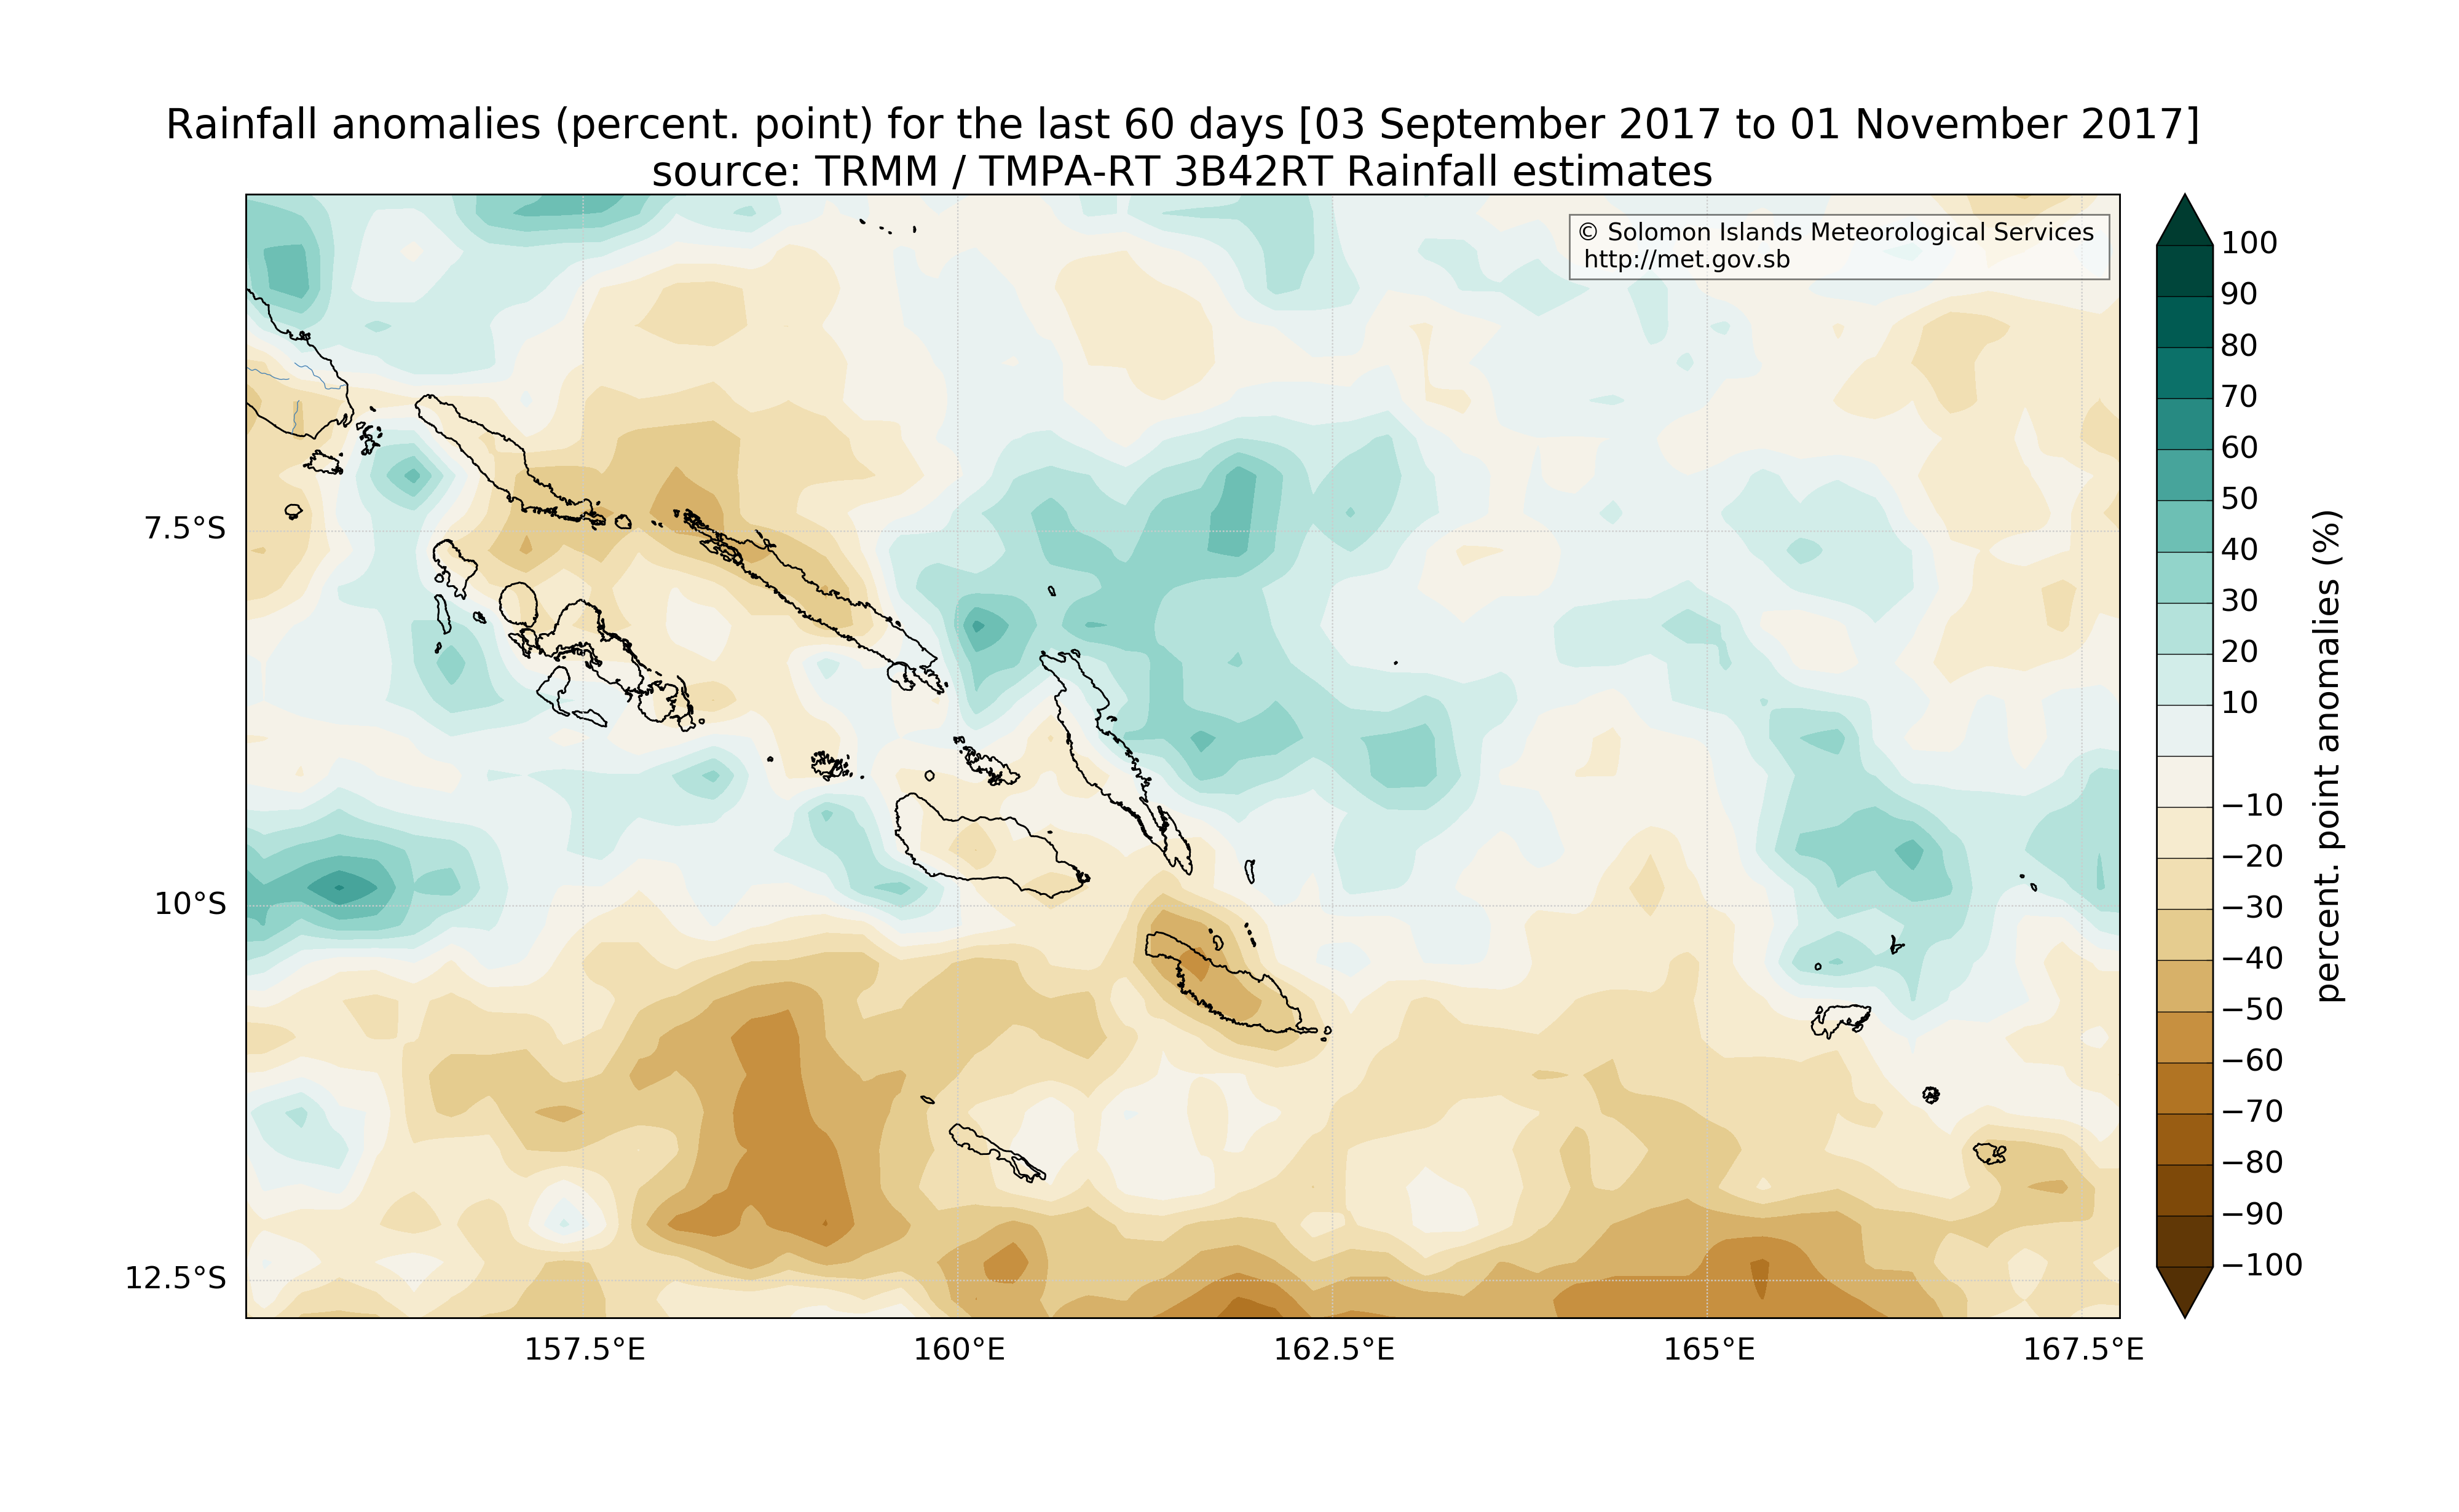 Rainfall anomalies (percent. point) for the last 60 days [03 September 2017 to 01 November 2017]
source: TRMM / TMPA-RT 3B42RT Rainfall estimates
© Solomon Islands Meteorological Services
http://met.gov.sb
7.5°S
10°S
12.5°S
157.5°E
160°E
162.5°E
165°E
167.5°E
100
90
80
70
60
50
40
30
20
10
−10
−20
−30
−40
−50
−60
−70
−80
−90
−100
percent. point anomalies (%)